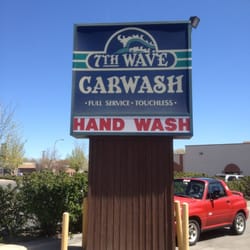 7TH WAVE
CARWASH
• FULL SERVICE • TOUCHLESS •
HAND WASH